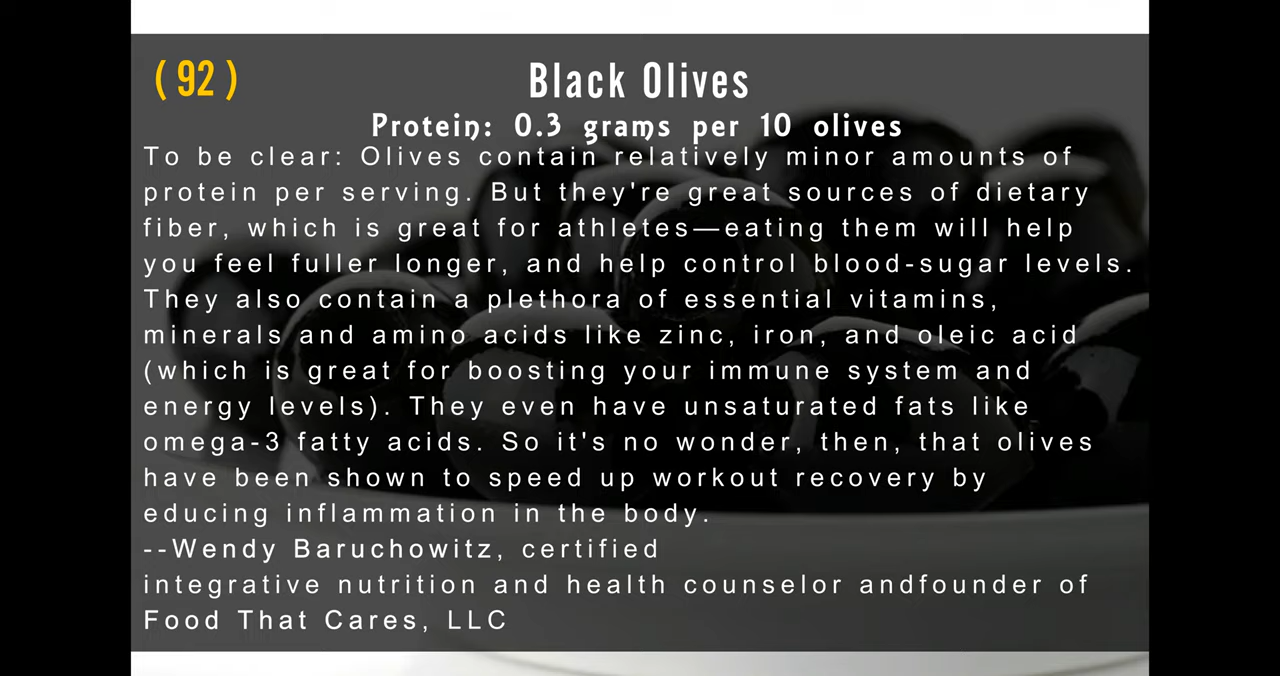 (92)
Black Olives
Protein: 0.3 grams per 10 olives
To be clear: Olives contain relatively minor amounts of
protein per serving. But they're great sources of dietary
fiber, which is great for athletes—eating them will help
you feel fuller longer, and help control blood-sugar levels.
They also contain a plethora of essential vitamins,
minerals and amino acids like zinc, iron, and oleic acid
(which is great for boosting your immune system and
energy levels). They even have unsaturated fats like
omega-3 fatty acids. So it's no wonder, then, that olives
have been shown to speed up workout recovery by
educing inflammation in the body.
--Wendy Baruchowitz, certified
integrative nutrition and health counselor andfounder of
Food That Cares, LLC